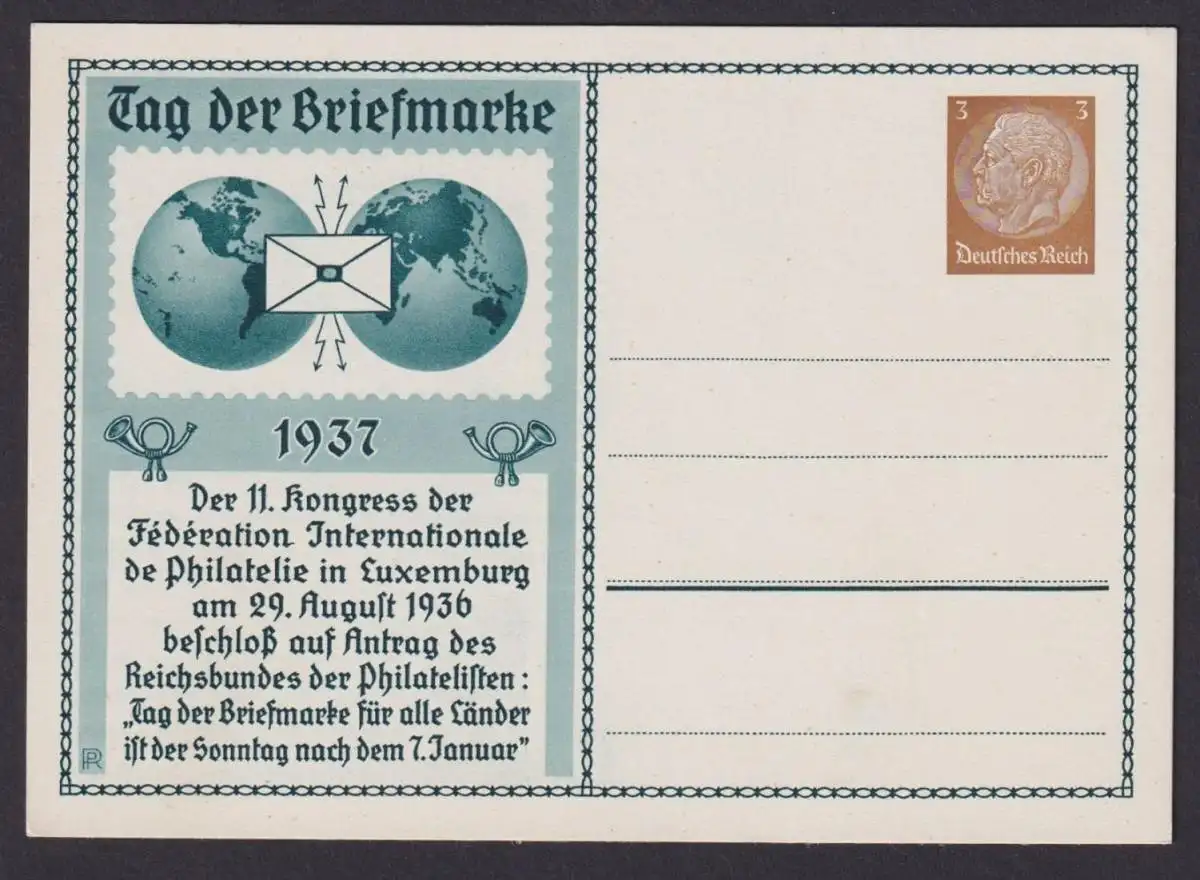 Tag der Briefmarke
3 3
Deutsches Reich
1937
Der 11. Kongress der
Fédération Internationale
de Philatelie in Luxemburg
am 29. August 1936
beschloß auf Antrag des
Reichsbundes der Philatelisten:
„Tag der Briefmarke für alle Länder
ist der Sonntag nach dem 7. Januar”
PR